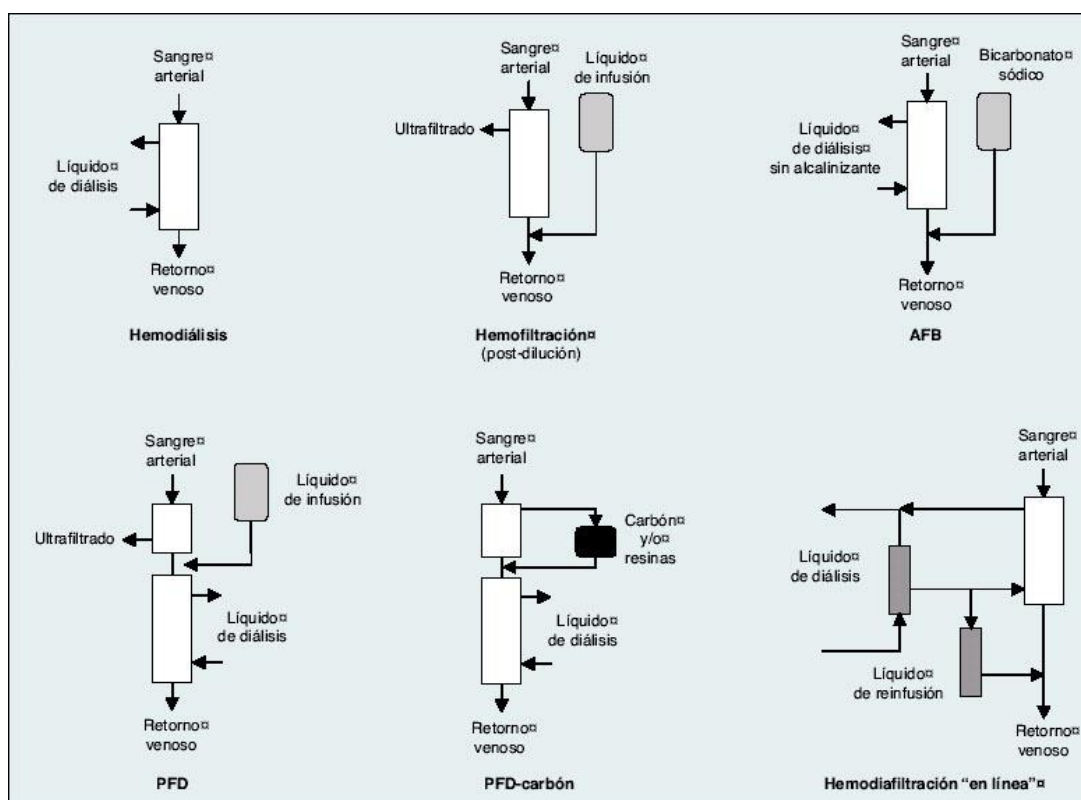 Sangre¤
arterial
Líquido¤
de diálisis
Retorno¤
venoso
Hemodiálisis
Sangre¤
arterial
Líquido¤
de infusión
Ultrafiltrado
Retorno¤
venoso
Hemofiltración¤
(post-dilución)
Sangre¤
arterial
Bicarbonato¤
sódico
Líquido¤
de diálisis¤
sin alcalinizante
Retorno¤
venoso
AFB
Sangre¤
arterial
Líquido¤
de infusión
Ultrafiltrado
Líquido¤
de diálisis
Retorno¤
venoso
PFD
Sangre¤
arterial
Carbón¤
y/o¤
resinas
Líquido¤
de diálisis
Retorno¤
venoso
PFD-carbón
Sangre¤
arterial
Líquido¤
de diálisis
Líquido¤
de reinfusión
Retorno¤
venoso
Hemodiafiltración “en línea”¤